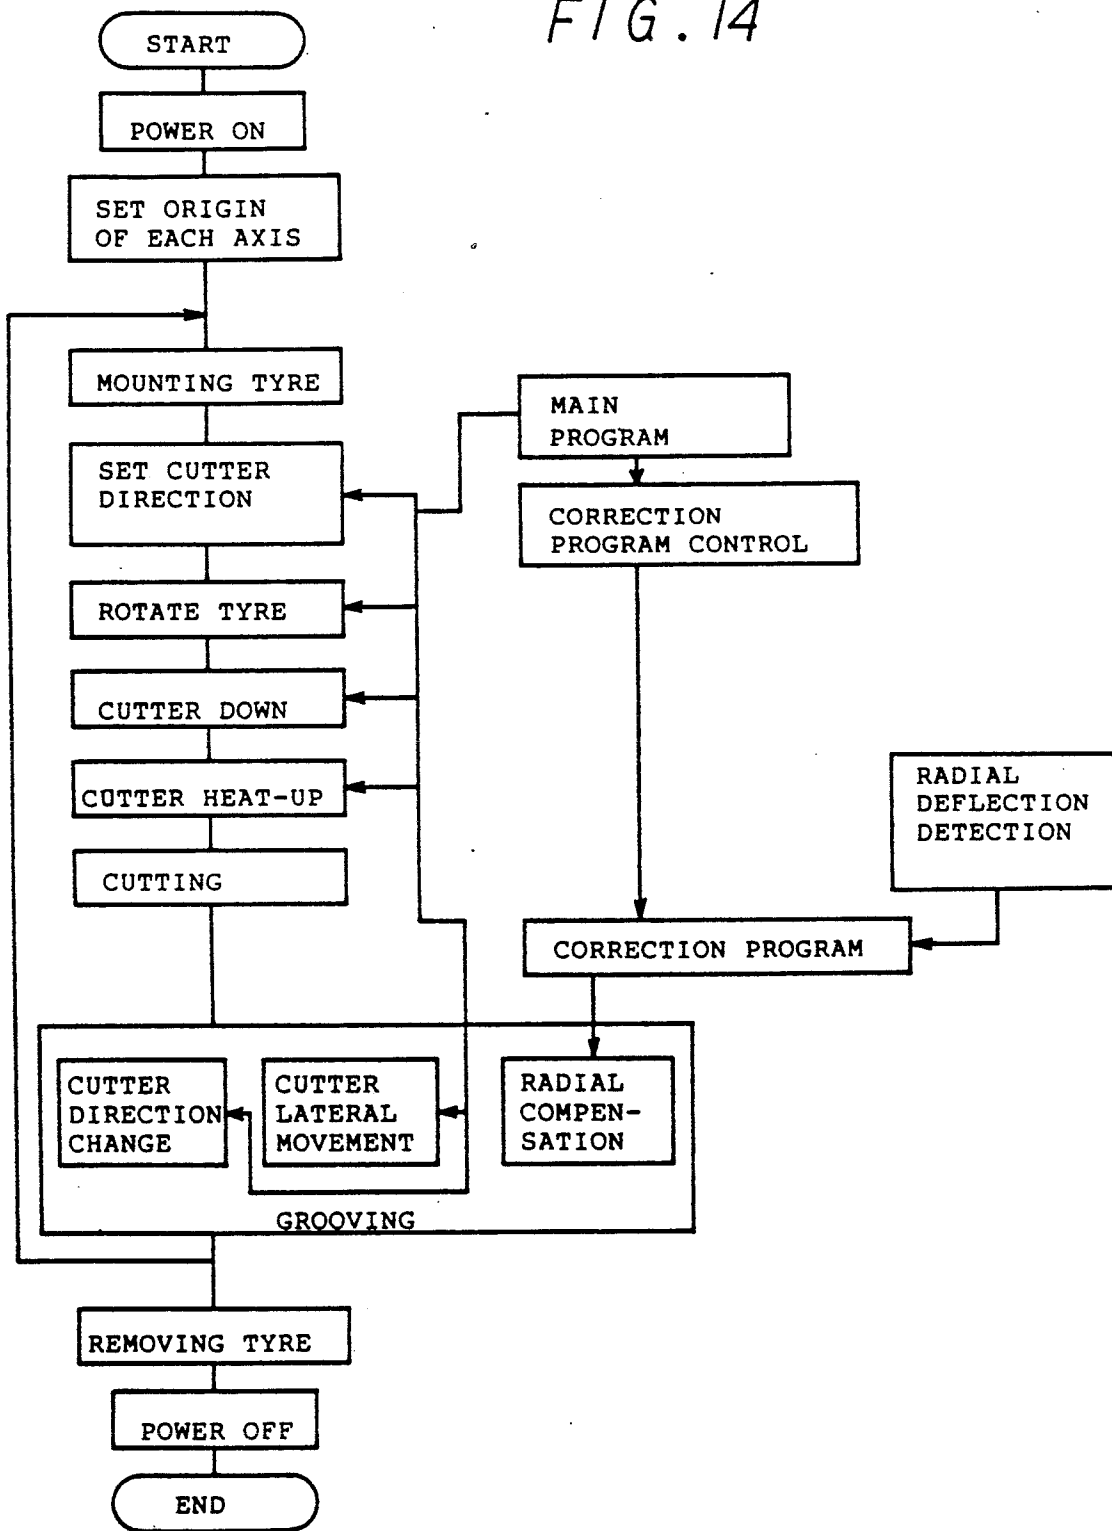 FIG. 14
START
POWER ON
SET ORIGIN
OF EACH AXIS
MOUNTING TYRE
SET CUTTER
DIRECTION
ROTATE TYRE
CUTTER DOWN
CUTTER HEAT-UP
CUTTING
MAIN
PROGRAM
CORRECTION
PROGRAM CONTROL
RADIAL
DEFLECTION
DETECTION
CORRECTION PROGRAM
CUTTER
DIRECTION
CHANGE
CUTTER
LATERAL
MOVEMENT
RADIAL
COMPEN-
SATION
GROOVING
REMOVING TYRE
POWER OFF
END